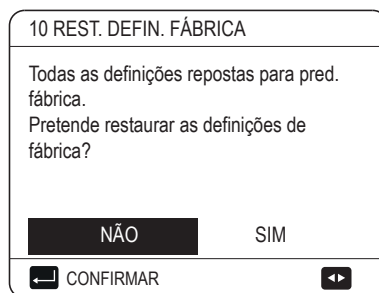 10 REST. DEFIN. FÁBRICA
Todas as definições repostas para pred.
fábrica.
Pretende restaurar as definições de
fábrica?
NÃO SIM
CONFIRMAR